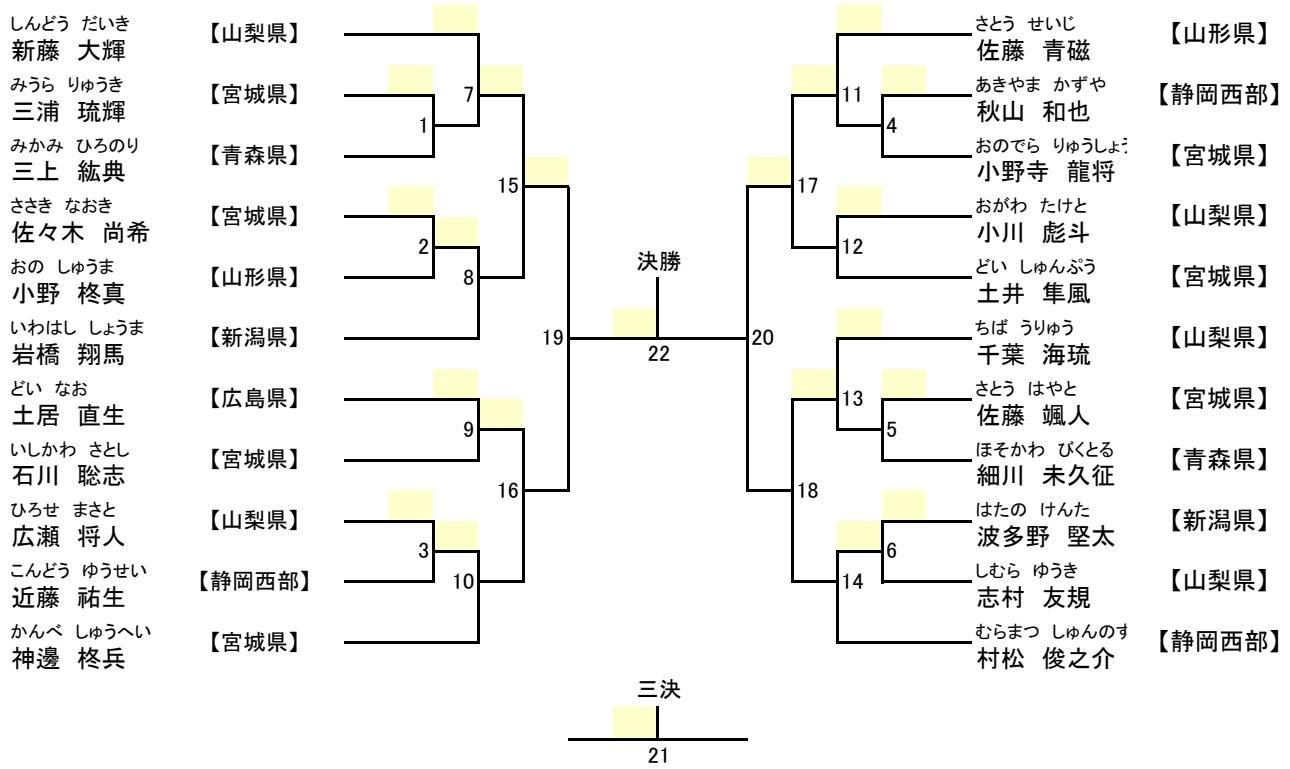 しんどう だいき
新藤 大輝 【山梨県】
みうら りゅうき
三浦 琉輝 【宮城県】
みかみ ひろのり
三上 紘典 【青森県】
ささき なおき
佐々木 尚希 【宮城県】
おの しゅうま
小野 柊真 【山形県】
いわはし しょうま
岩橋 翔馬 【新潟県】
どい なお
土居 直生 【広島県】
いしかわ さとし
石川 聡志 【宮城県】
ひろせ まさと
広瀬 将人 【山梨県】
こんどう ゆうせい
近藤 祐生 【静岡西部】
かんべ しゅうへい
神邊 柊兵 【宮城県】
1
2
3
7
8
9
10
15
16
19
決勝
22
三決
21
20
17
18
11
12
13
14
4
5
6
さとう せいじ
佐藤 青磁 【山形県】
あきやま かずや
秋山 和也 【静岡西部】
おのでら りゅうしょう
小野寺 龍将 【宮城県】
おがわ たけと
小川 彪斗 【山梨県】
どい しゅんぷう
土井 隼風 【宮城県】
ちば うりゅう
千葉 海琉 【山梨県】
さとう はやと
佐藤 颯人 【宮城県】
ほそかわ びくとる
細川 未久征 【青森県】
はたの けんた
波多野 堅太 【新潟県】
しむら ゆうき
志村 友規 【山梨県】
むらまつ しゅんのす
村松 俊之介 【静岡西部】